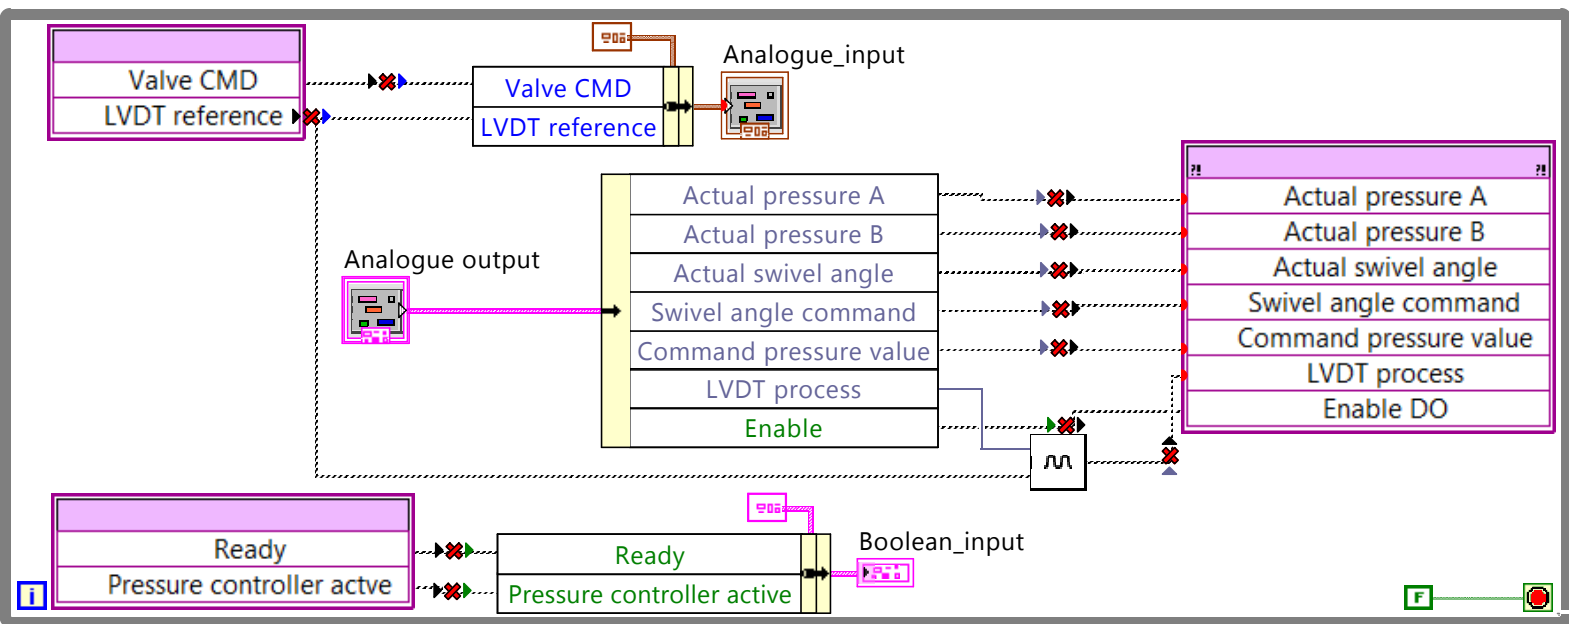 Valve CMD
LVDT reference
Valve CMD
LVDT reference
Analogue_input
Analogue output
Actual pressure A
Actual pressure B
Actual swivel angle
Swivel angle command
Command pressure value
LVDT process
Enable
?!
?!
Actual pressure A
Actual pressure B
Actual swivel angle
Swivel angle command
Command pressure value
LVDT process
Enable DO
Ready
Pressure controller actve
Ready
Pressure controller active
Boolean_input
i
F